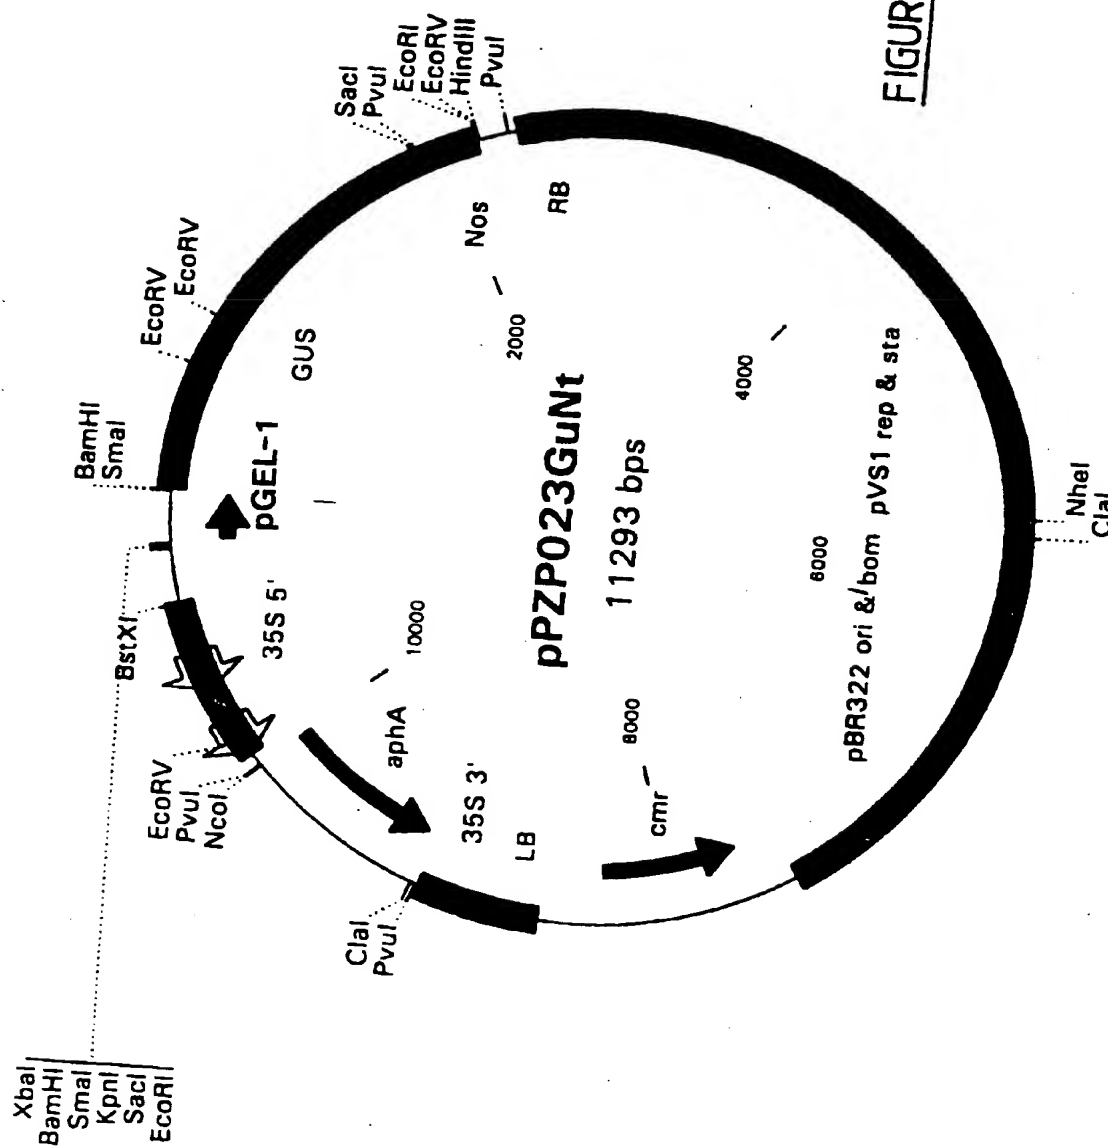 FIGUR
XbaI
BamHI
SmaI
KpnI
SacI
EcoRI
BstXI
BamHI
SmaI
EcoRV
EcoRV
SacI
PvuI
EcoRI
EcoRV
HindIII
PvuI
EcoRV
PvuI
NcoI
ClaI
PvuI
NheI
ClaI
pGEL-1
GUS
Nos
RB
35S 5'
aphA
35S 3'
LB
cmr
2000
4000
6000
8000
10000
pPZP023GuNt
11293 bps
pBR322 ori & bom pVS1 rep & sta